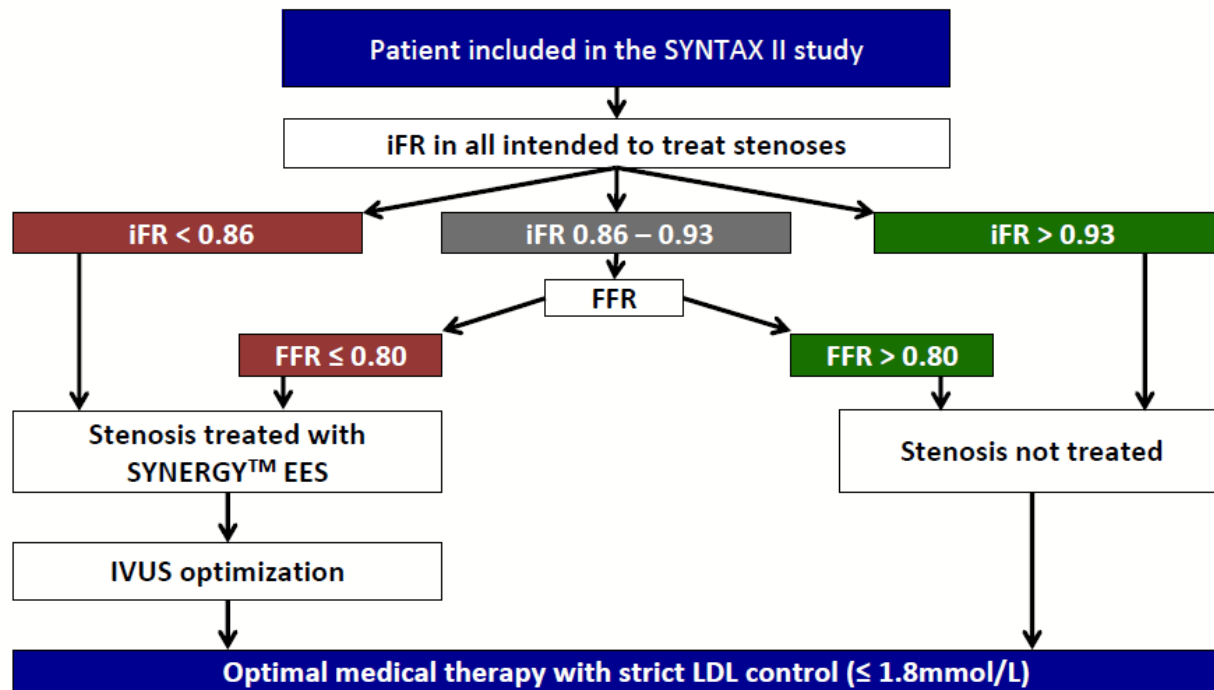 Patient included in the SYNTAX II study
iFR in all intended to treat stenoses
iFR < 0.86
iFR 0.86 – 0.93
iFR > 0.93
FFR
FFR ≤ 0.80
FFR > 0.80
Stenosis treated with
SYNERGY™ EES
Stenosis not treated
IVUS optimization
Optimal medical therapy with strict LDL control (≤ 1.8mmol/L)